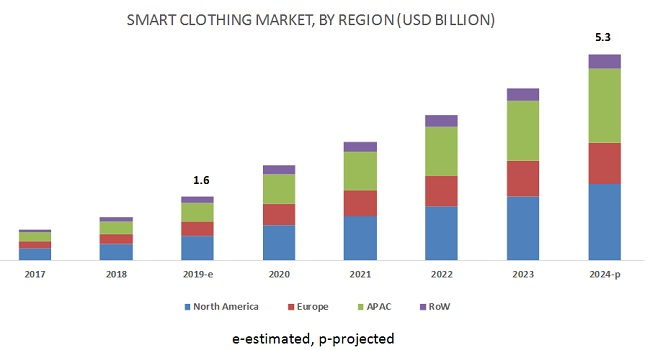 SMART CLOTHING MARKET, BY REGION (USD BILLION)
5.3
1.6
2017 2018 2019-e 2020 2021 2022 2023 2024-p
North America Europe APAC RoW
e-estimated, p-projected